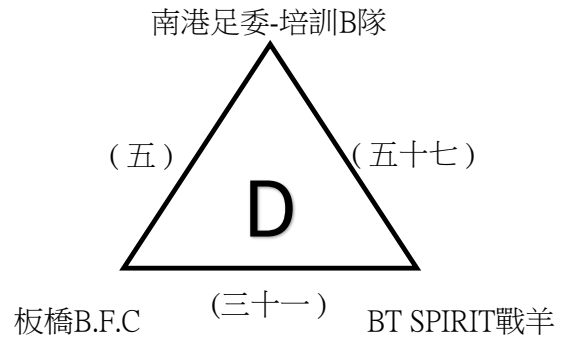 南港足委-培訓B隊
(五)
(五十七)
D
(三十一)
板橋B.F.C
BT SPIRIT戰羊